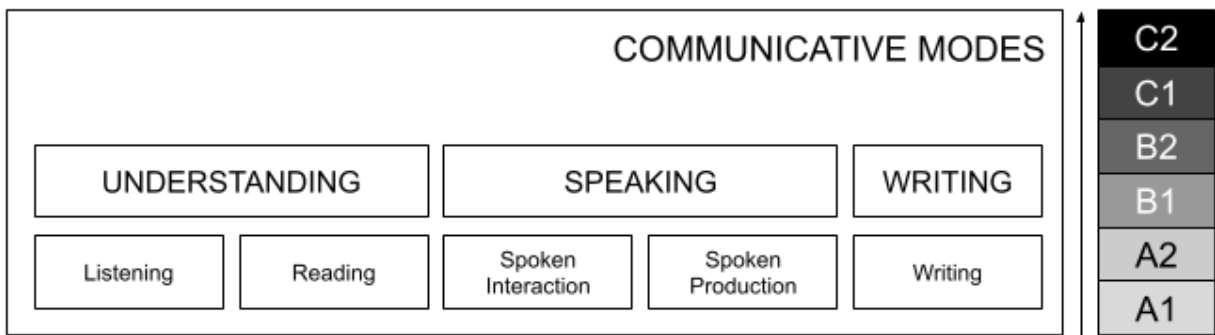 COMMUNICATIVE MODES
UNDERSTANDING
SPEAKING
WRITING
Listening
Reading
Spoken
Interaction
Spoken
Production
Writing
C2
C1
B2
B1
A2
A1